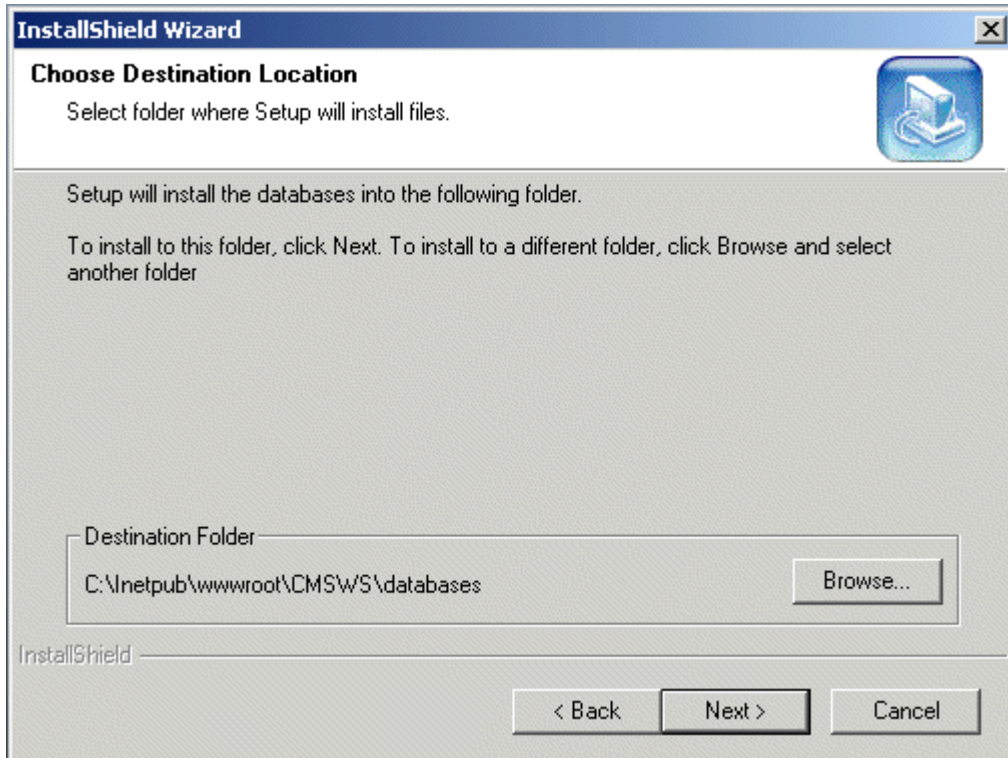 InstallShield Wizard
Choose Destination Location
Select folder where Setup will install files.
Setup will install the databases into the following folder.
To install to this folder, click Next. To install to a different folder, click Browse and select
another folder
Destination Folder
C:\Inetpub\wwwroot\CMSWS\databases
Browse...
InstallShield
< Back
Next >
Cancel